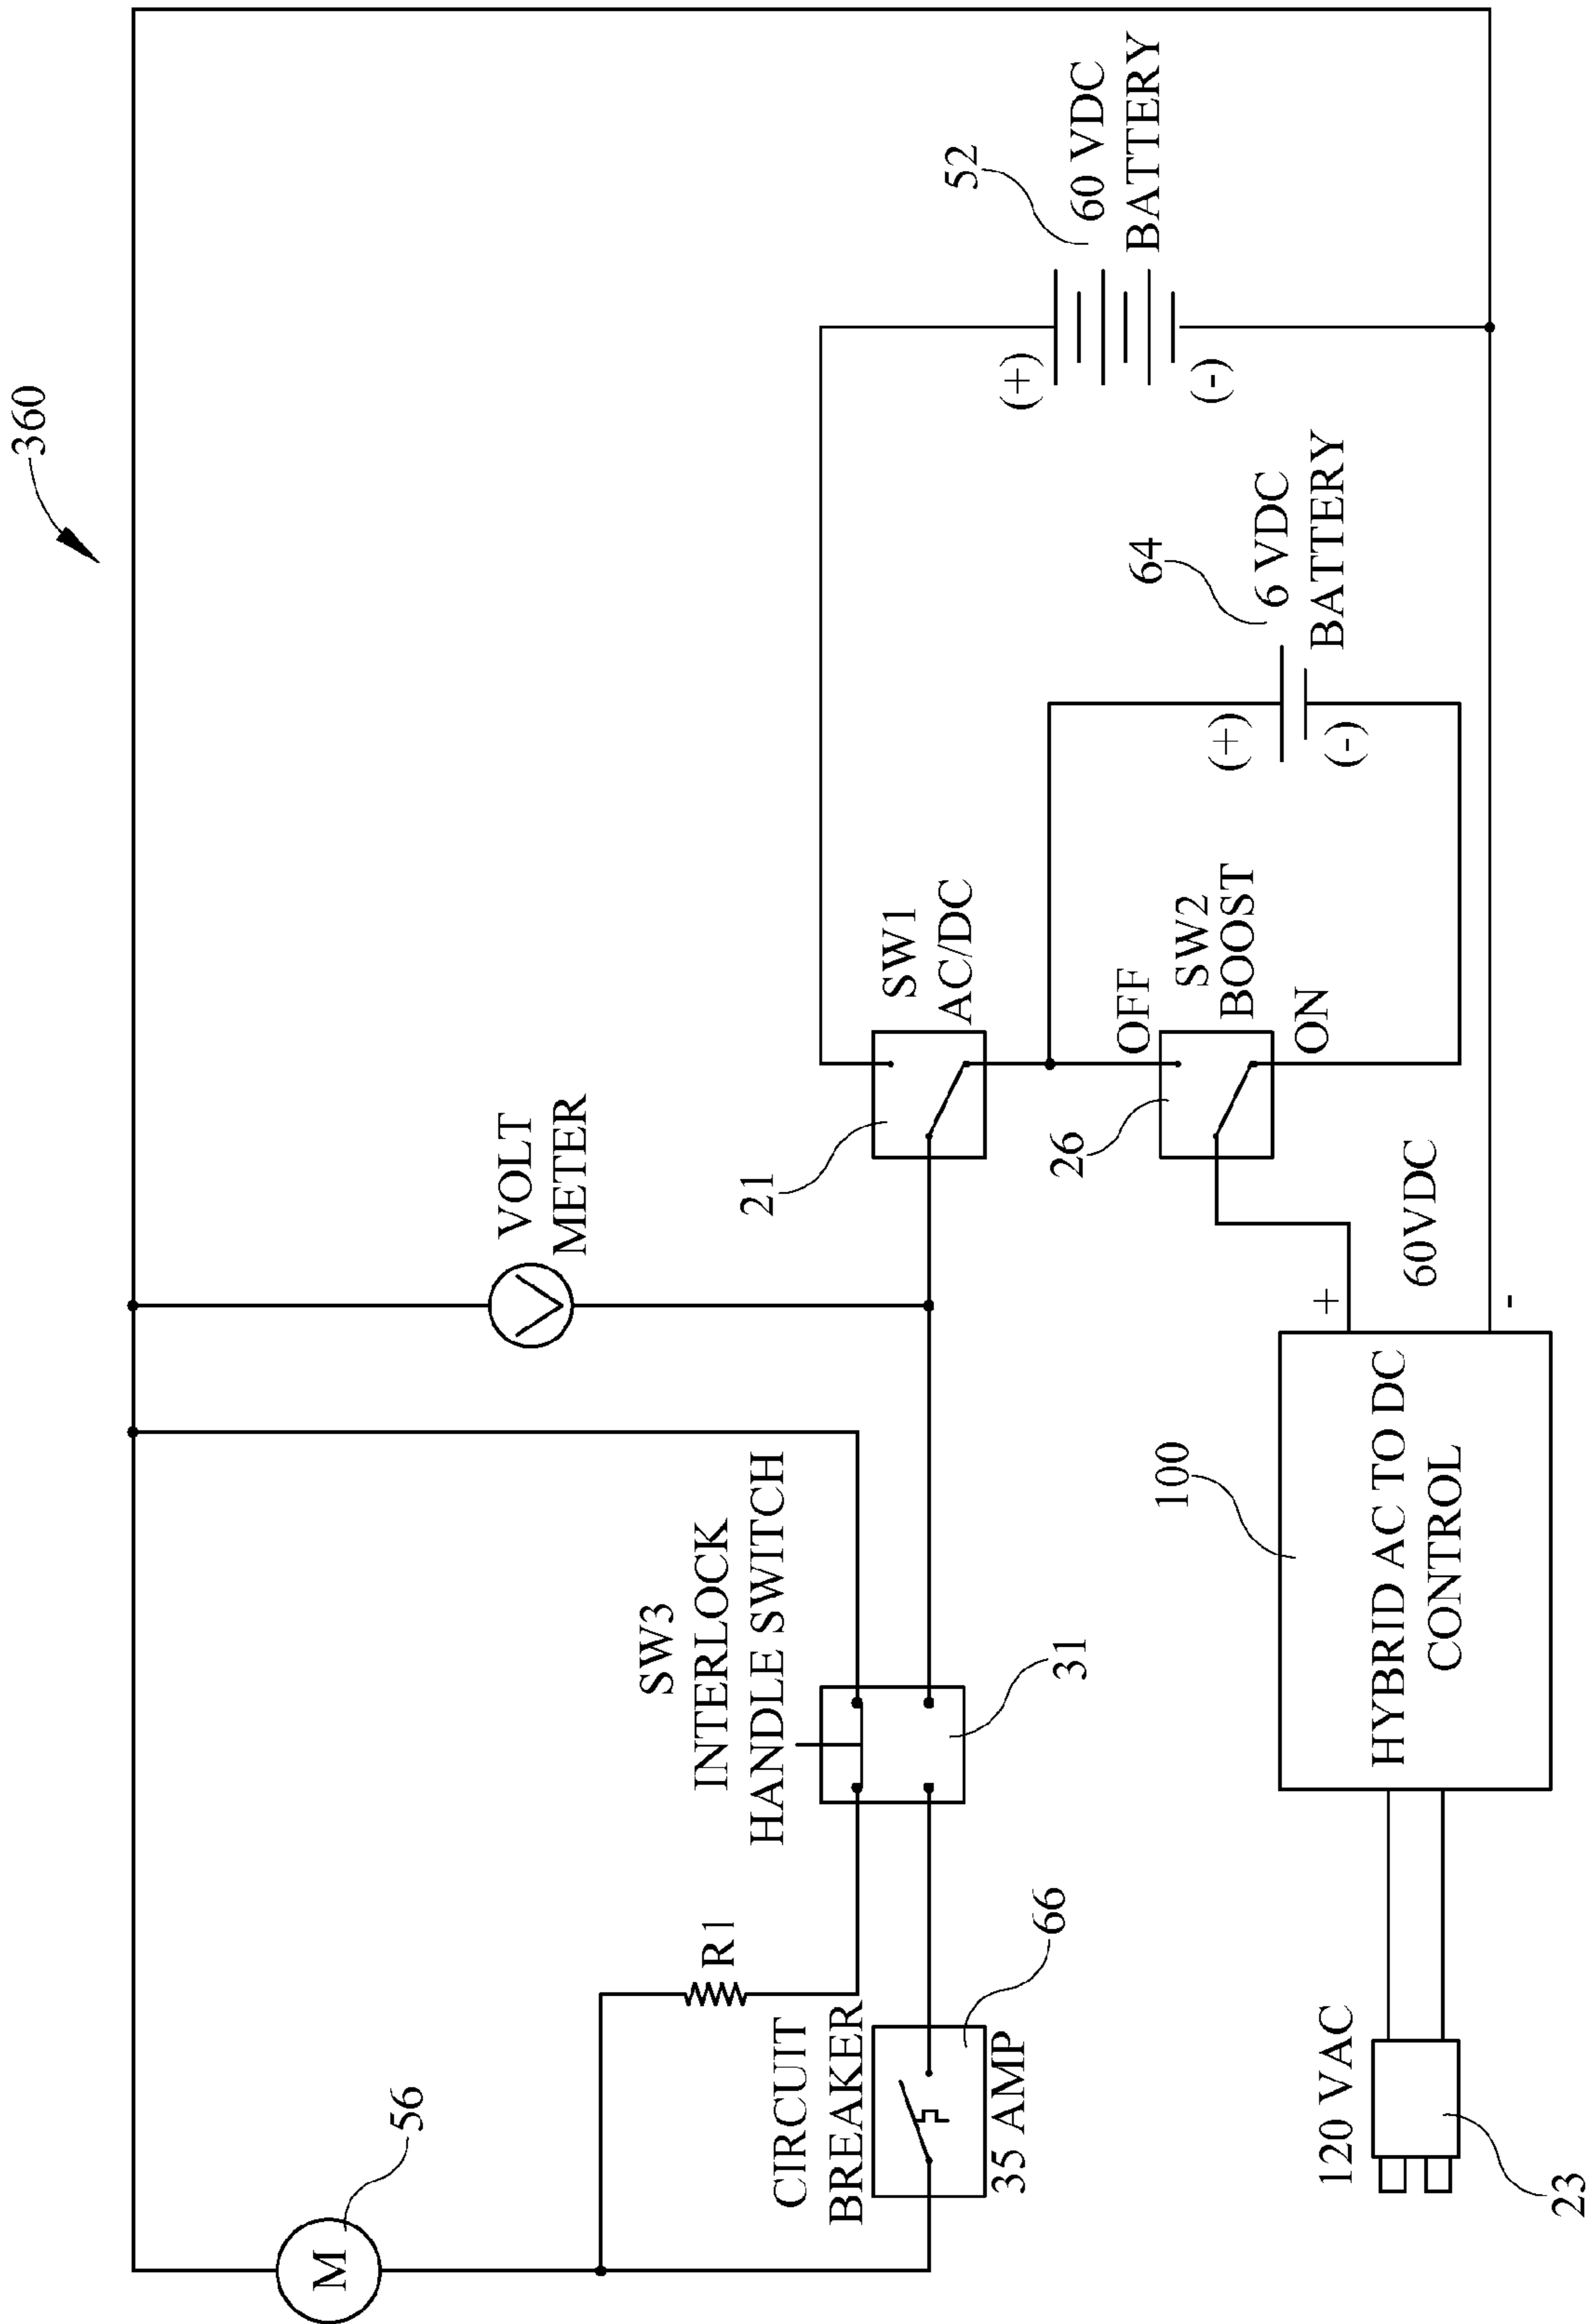 360
56
M
VOLT
METER
R1
SW3
INTERLOCK
HANDLE SWITCH
CIRCUIT
BREAKER
35 AMP
66
31
21
SW1
AC/DC
52
60 VDC
BATTERY
(+)
(-)
64
6 VDC
BATTERY
(+)
(-)
OFF
SW2
BOOST
ON
26
60VDC
+
-
100
HYBRID AC TO DC
CONTROL
120 VAC
23